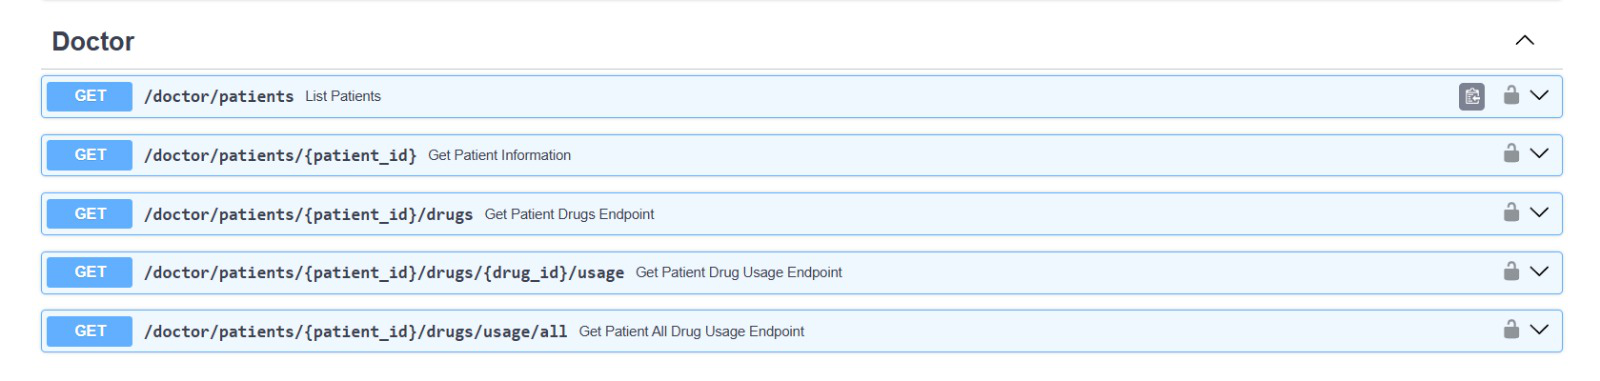 Doctor
GET /doctor/patients List Patients
GET /doctor/patients/{patient_id} Get Patient Information
GET /doctor/patients/{patient_id}/drugs Get Patient Drugs Endpoint
GET /doctor/patients/{patient_id}/drugs/{drug_id}/usage Get Patient Drug Usage Endpoint
GET /doctor/patients/{patient_id}/drugs/usage/all Get Patient All Drug Usage Endpoint